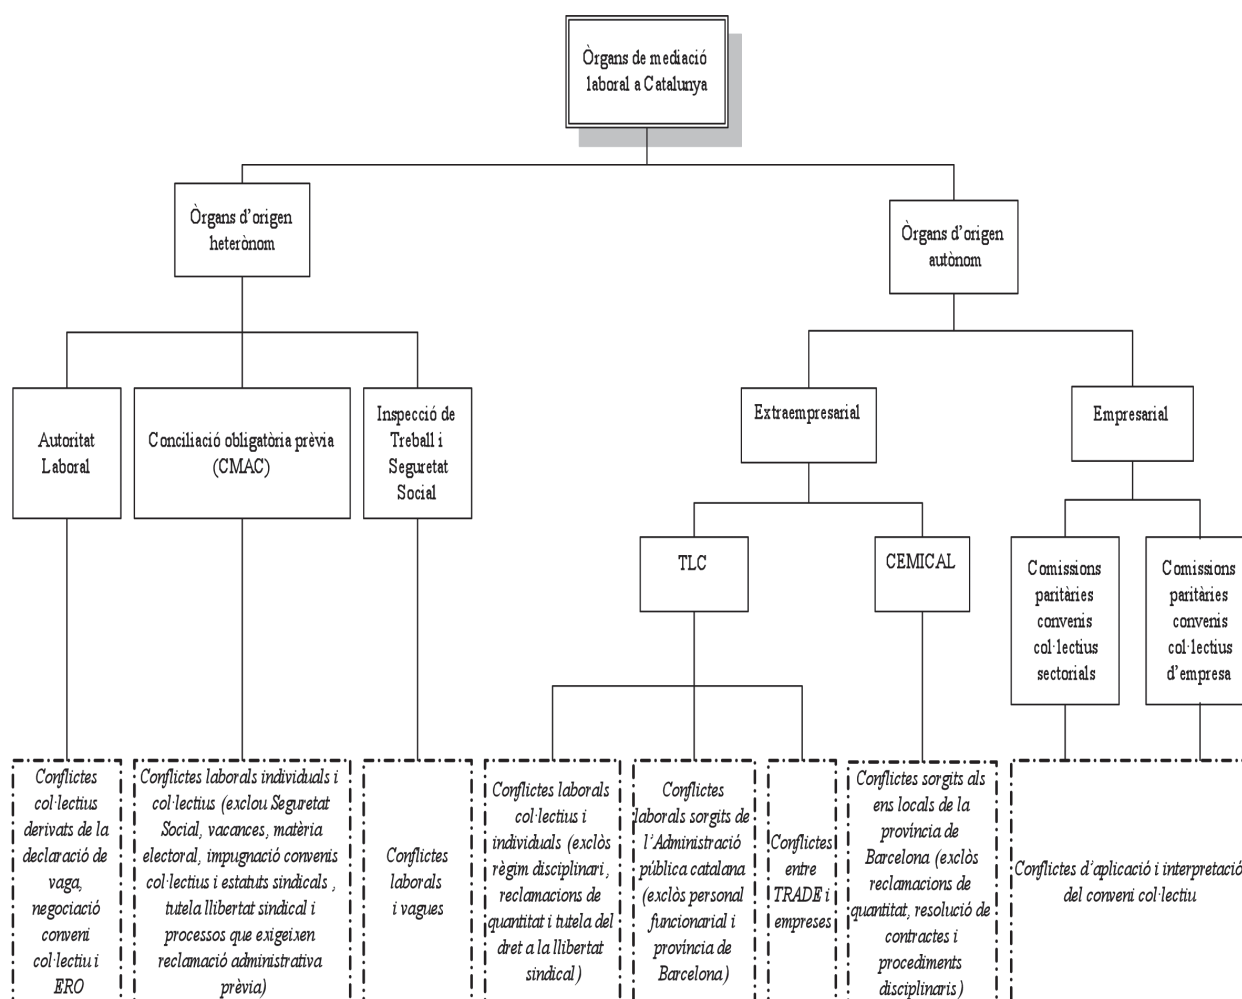 Òrgans de mediació
laboral a Catalunya
Òrgans d'origen
heterònom
Òrgans d'origen
autònom
Autoritat
Laboral
Conciliació obligatòria prèvia
(CMAC)
Inspecció de
Treball i
Seguretat
Social
Extraempresarial
Empresarial
TLC
CEMICAL
Comissions
paritàries
convenis
col·lectius
sectorials
Comissions
paritàries
convenis
col·lectius
d'empresa
Conflictes
col·lectius
derivats de la
declaració de
vaga,
negociació
conveni
col·lectiu i
ERO
Conflictes laborals individuals i
col·lectius (exclou Seguretat
Social, vacances, matèria
electoral, impugnació convenis
col·lectius i estatuts sindicals ,
tutela llibertat sindical i
processos que exigeixen
reclamació administrativa
prèvia)
Conflictes
laborals
i vagues
Conflictes laborals
col·lectius i
individuals (exclòs
règim disciplinari,
reclamacions de
quantitat i tutela del
dret a la llibertat
sindical)
Conflictes
laborals sorgits de
l'Administració
pública catalana
(exclòs personal
funcionarial i
província de
Barcelona)
Conflictes
entre
TRADE i
empreses
Conflictes sorgits als
ens locals de la
província de
Barcelona (exclòs
reclamacions de
quantitat, resolució de
contractes i
procediments
disciplinaris)
Conflictes d'aplicació i interpretació
del conveni col·lectiu